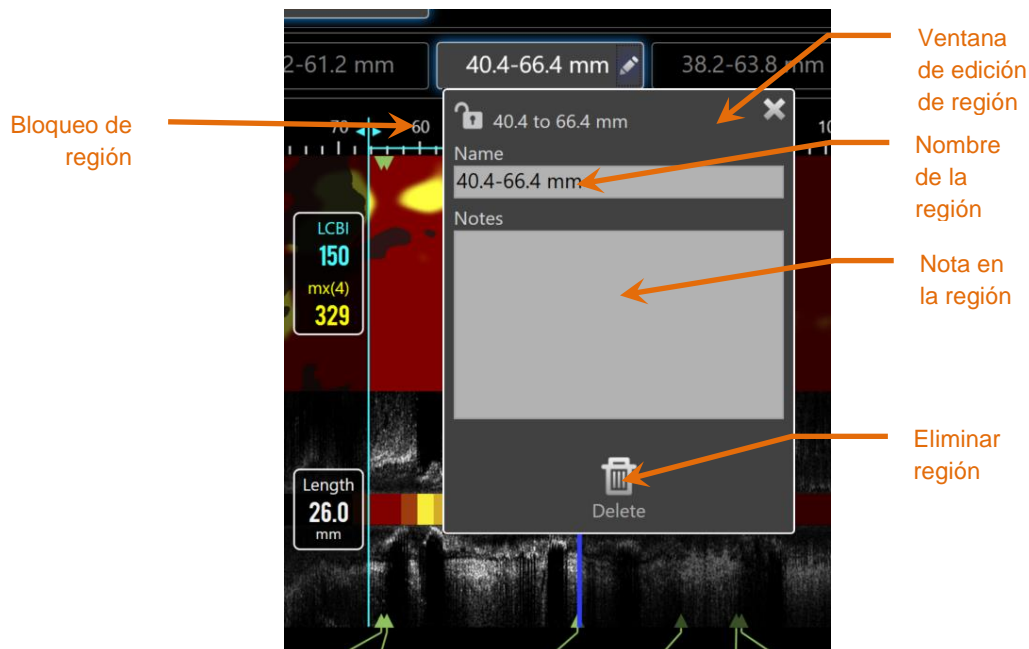 Ventana
de edición
de región
2-61.2 mm
40.4-66.4 mm
38.2-63.8 mm
Bloqueo de
región
70
60
10
40.4 to 66.4 mm
Nombre
de la
región
Name
40.4-66.4 mm
Notes
LCBI
150
mx(4)
329
Nota en
la región
Eliminar
región
Length
26.0
mm
Delete